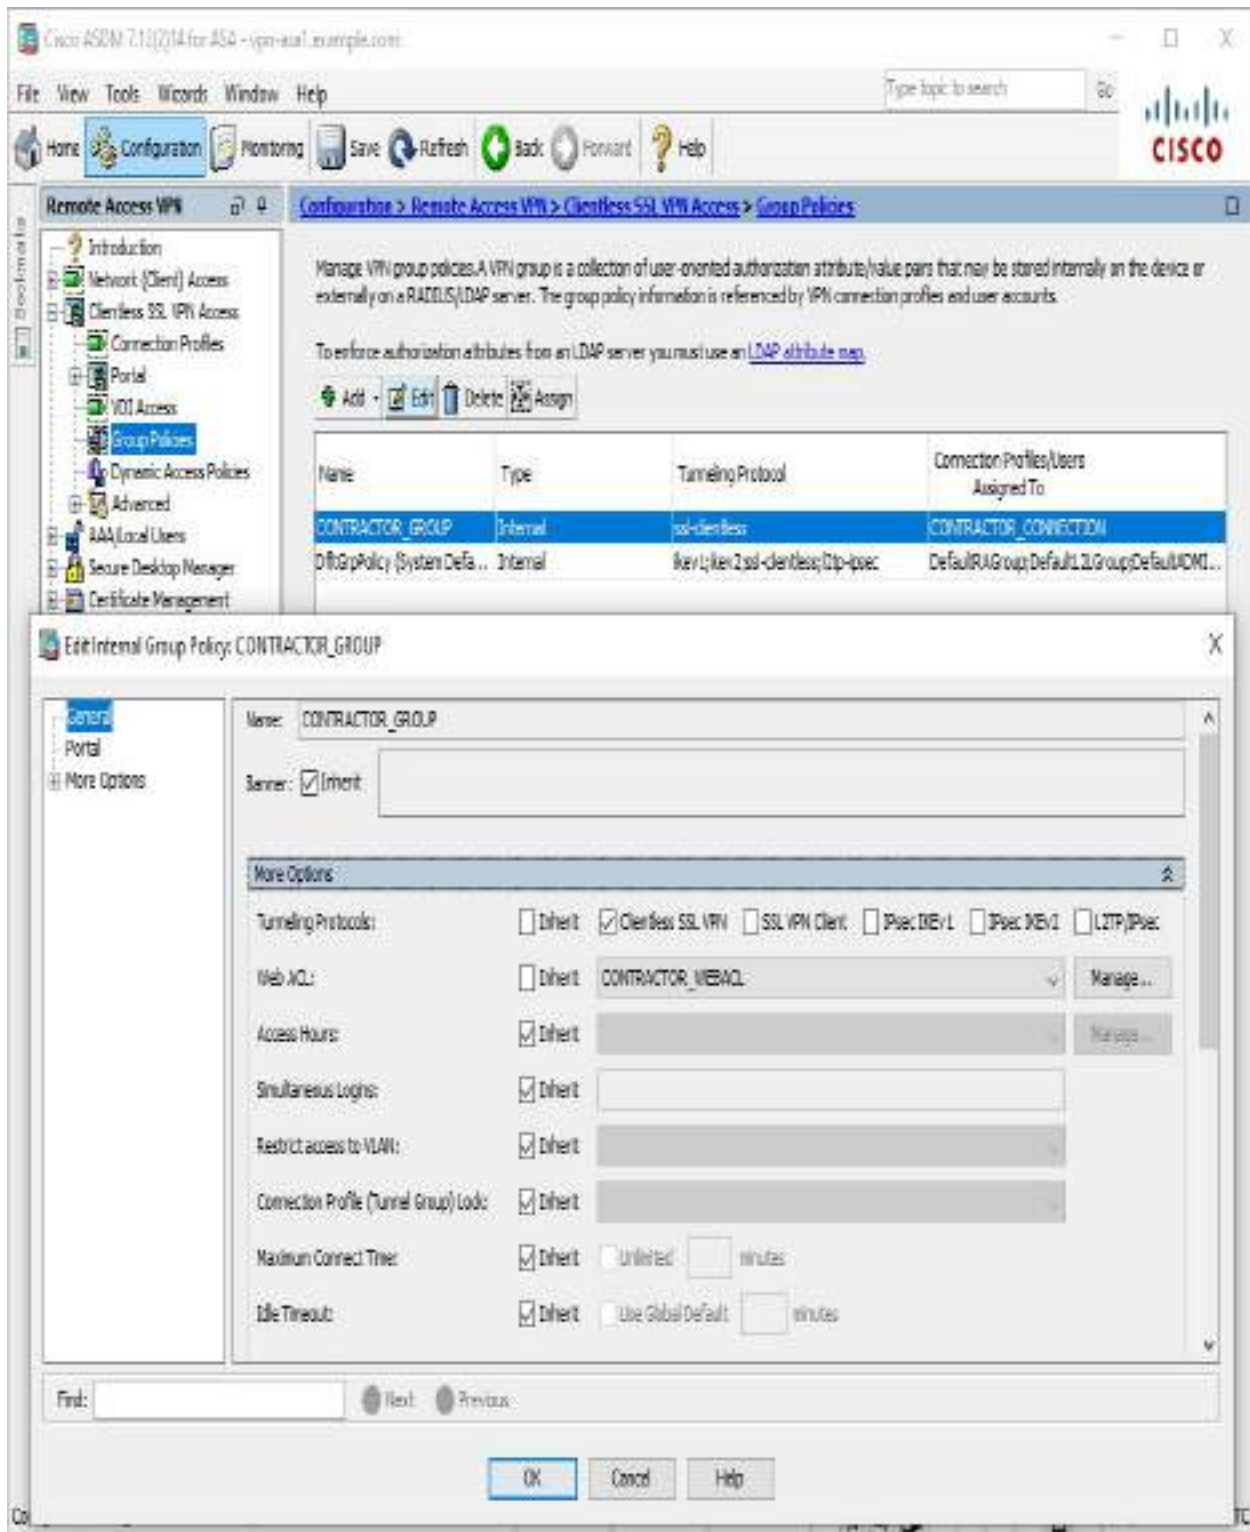 Cisco ASDM 7.12(2)14 for ASA - vpn-asa1.example.com
File View Tools Wizards Window Help
Type topic to search
Go
CISCO
Home Configuration Monitoring Save Refresh Back Forward Help
Bookmarks
Remote Access VPN
Introduction
Network (Client) Access
Clientless SSL VPN Access
Connection Profiles
Portal
VDI Access
Group Policies
Dynamic Access Policies
Advanced
AAA/Local Users
Secure Desktop Manager
Certificate Management
Configuration > Remote Access VPN > Clientless SSL VPN Access > Group Policies
Manage VPN group policies.A VPN group is a collection of user-oriented authorization attribute/value pairs that may be stored internally on the device or
externally on a RADIUS/LDAP server. The group policy information is referenced by VPN connection profiles and user accounts.
To enforce authorization attributes from an LDAP server you must use an LDAP attribute map.
Add Edit Delete Assign
Name Type Tunneling Protocol Connection Profiles/Users
Assigned To
CONTRACTOR_GROUP Internal ssl-clientless CONTRACTOR_CONNECTION
DfltGrpPolicy (System Defa... Internal ikev1;ikev2;ssl-clientless;l2tp-ipsec DefaultRAGroup;DefaultL2LGroup;DefaultADMI...
Edit Internal Group Policy: CONTRACTOR_GROUP
General
Portal
More Options
Name: CONTRACTOR_GROUP
Banner: Inherit
More Options
Tunneling Protocols: Inherit Clientless SSL VPN SSL VPN Client IPsec IKEv1 IPsec IKEv2 L2TP/IPsec
Web ACL: Inherit CONTRACTOR_WEBACL Manage...
Access Hours: Inherit Manage...
Simultaneous Logins: Inherit
Restrict access to VLAN: Inherit
Connection Profile (Tunnel Group) Lock: Inherit
Maximum Connect Time: Inherit Unlimited minutes
Idle Timeout: Inherit Use Global Default minutes
Find: Next Previous
OK Cancel Help